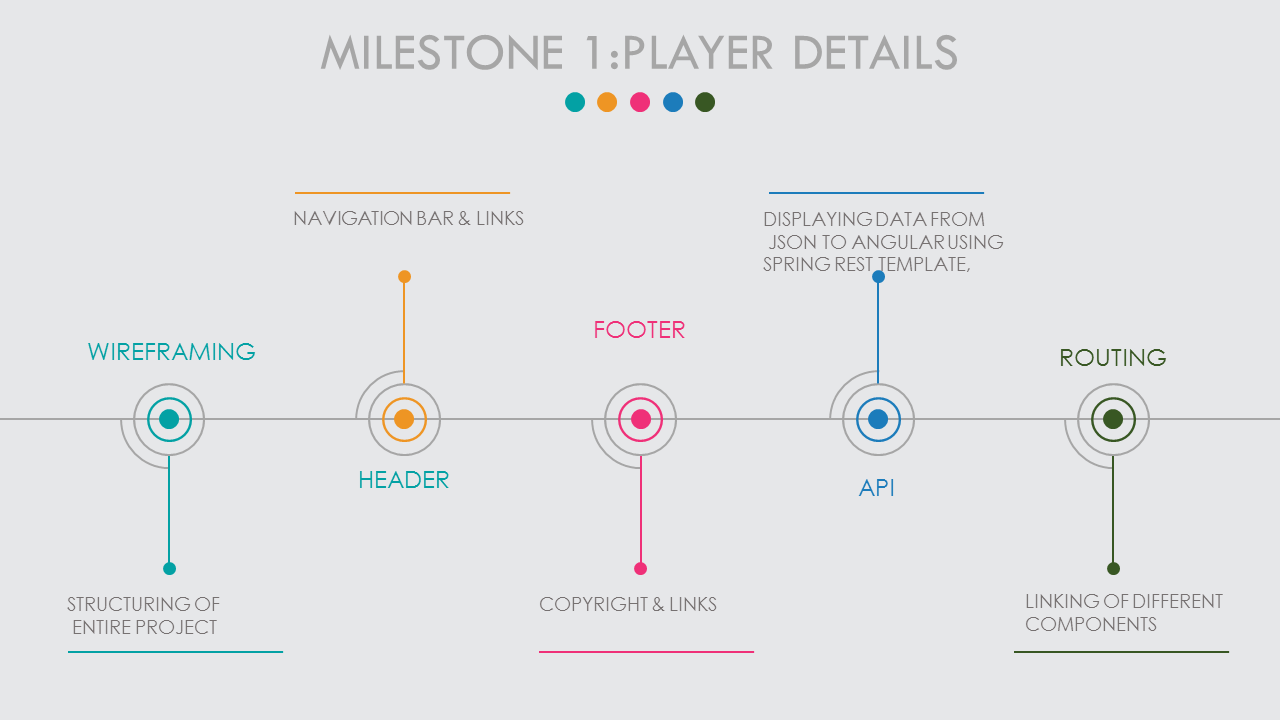 MILESTONE 1:PLAYER DETAILS
WIREFRAMING
STRUCTURING OF
ENTIRE PROJECT
NAVIGATION BAR & LINKS
HEADER
FOOTER
COPYRIGHT & LINKS
DISPLAYING DATA FROM
JSON TO ANGULAR USING
SPRING REST TEMPLATE,
API
ROUTING
LINKING OF DIFFERENT
COMPONENTS